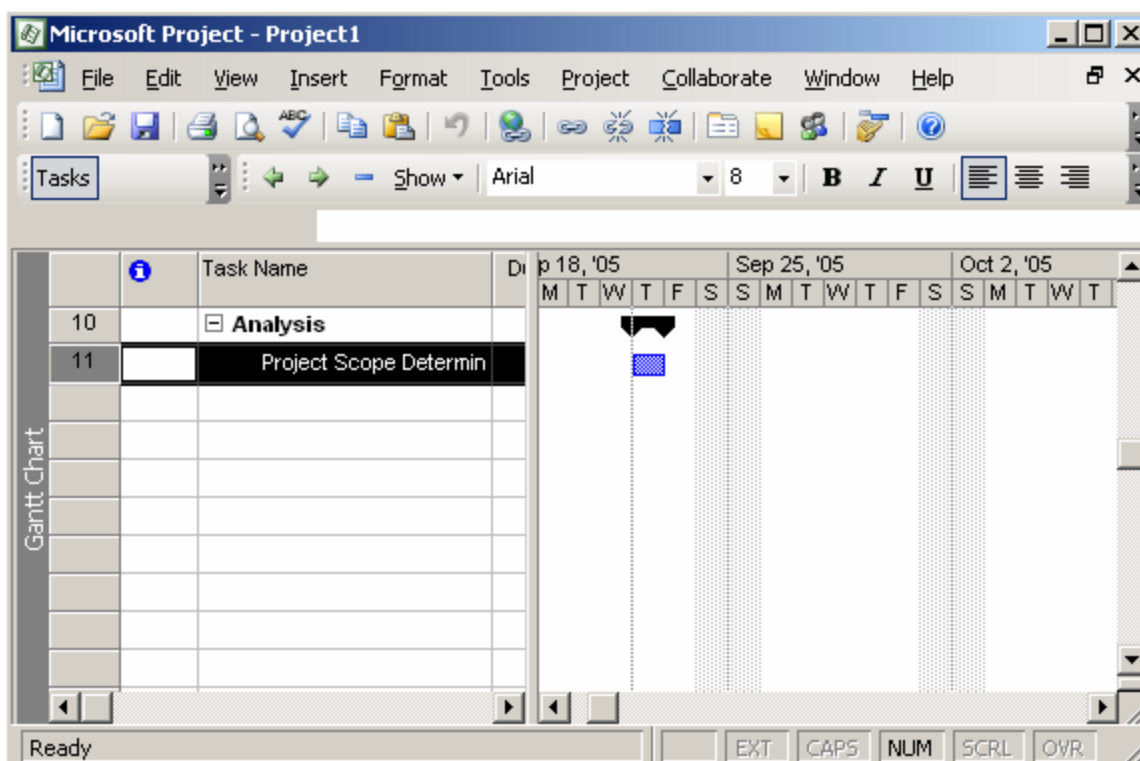 Microsoft Project - Project1
File Edit View Insert Format Tools Project Collaborate Window Help
ABC
Tasks Show Arial 8 B I U
Task Name Du p 18, '05 Sep 25, '05 Oct 2, '05
M T W T F S S M T W T F S S M T W T
10 Analysis
11 Project Scope Determin
Gantt Chart
Ready EXT CAPS NUM SCRL OVR